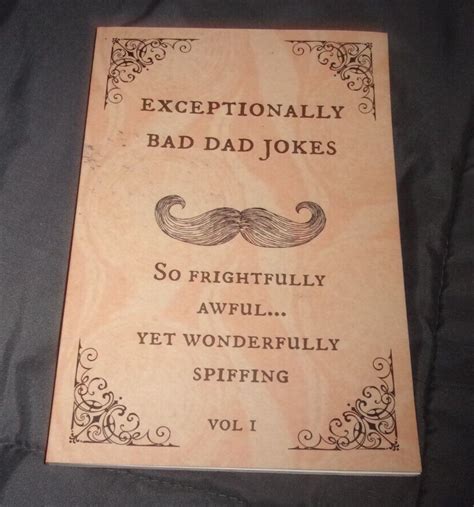 EXCEPTIONALLY
BAD DAD JOKES
SO FRIGHTFULLY
AWFUL...
YET WONDERFULLY
SPIFFING
VOL I